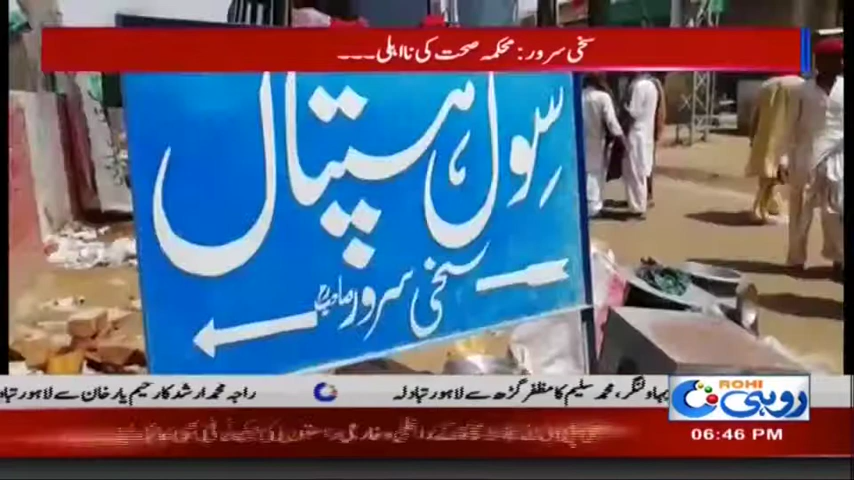 سخی سرور: محکمہ صحت کی نااہلی۔۔۔
سول ہسپتال
سخی سرور صاحبؒ
بہاولنگر، محمد سلیم کا مظفر گڑھ سے لاہور تبادلہ
راجہ محمد ارشد کا رحیم یار خان سے لاہور تبا
ROHI
روہی
06:46 PM